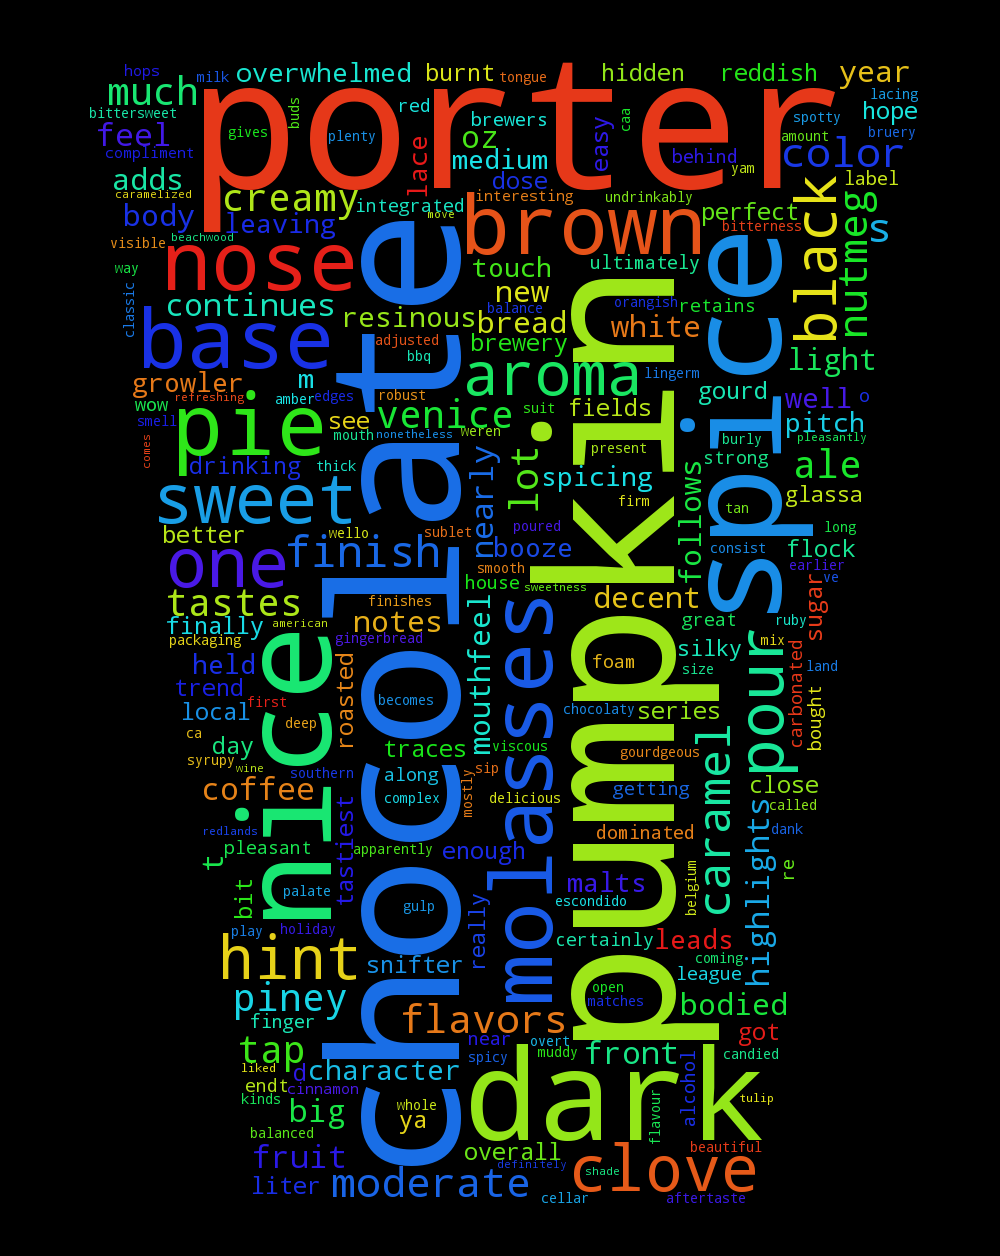 hops
milk
overwhelmed
burnt
tongue
hidden
reddish
year
much
bittersweet
buds
red
brewers
oz
easy
caa
spotty
lacing
hope
porter
feel
gives
plenty
lace
medium
behind
amount
bruery
color
compliment
yam
label
adds
caramelized
dose
interesting
undrinkably
creamy
integrated
move
brown
perfect
bitterness
black
nutmeg
s
body
leaving
beachwood
visible
nose
way
classic
touch
ultimately
new
balance
orangish
retains
continues
resinous
bread
white
spice
base
adjusted
brewery
bbq
light
growler
m
aroma
lingerm
refreshing
amber
edges
robust
gourd
well
o
wow
pie
see
venice
suit
fields
pitch
smell
mouth
nonetheless
weren
burly
pleasantly
comes
drinking
thick
nearly
lot
present
spicing
strong
ale
sweet
firm
follows
tan
glassa
better
wello
sublet
poured
long
one
finish
booze
consist
flock
earlier
smooth
house
sweetness
ve
tastes
finishes
decent
sugar
finally
american
notes
great
ruby
packaging
gingerbread
mix
held
roasted
mouthfeel
foam
silky
size
land
trend
first
becomes
local
deep
chocolaty
series
pour
carbonated
bought
ca
day
traces
viscous
gourdgeous
syrupy
wine
southern
along
sip
caramel
close
coffee
complex
mostly
delicious
getting
called
nice
chocolate
molasses
pumpkin
redlands
dominated
dank
t
pleasant
tastiest
apparently
enough
highlights
re
bit
palate
malts
belgium
gulp
escondido
play
holiday
really
certainly
leads
hint
snifter
coming
league
piney
open
matches
bodied
finger
flavors
near
overt
got
tap
spicy
muddy
front
candied
liked
d
character
endt
cinnamon
dark
alcohol
kinds
big
whole
ya
flavour
tulip
balanced
overall
beautiful
fruit
definitely
shade
clove
liter
moderate
cellar
aftertaste